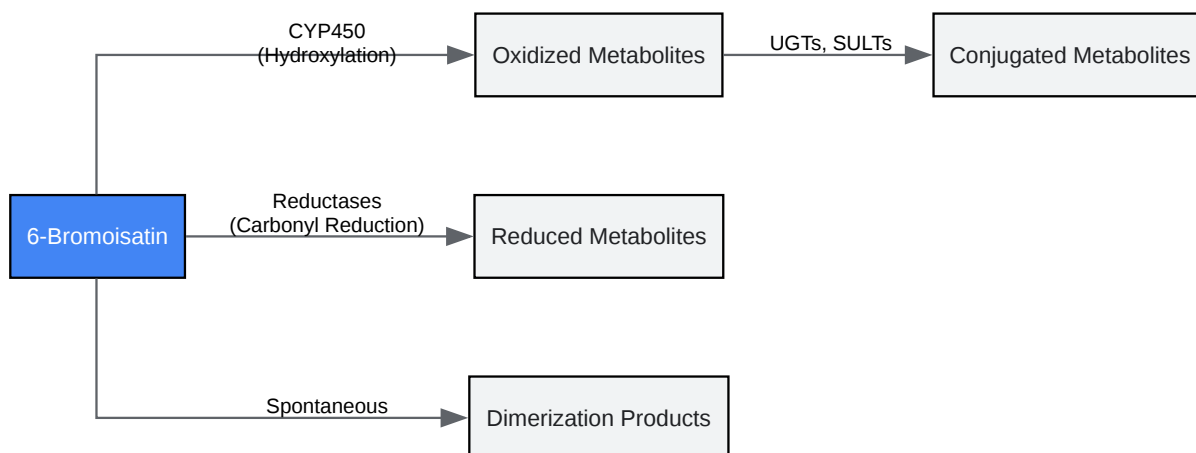 CYP450
(Hydroxylation)
Oxidized Metabolites
UGTs, SULTs
Conjugated Metabolites
6-Bromoisatin
Reductases
(Carbonyl Reduction)
Reduced Metabolites
Spontaneous
Dimerization Products